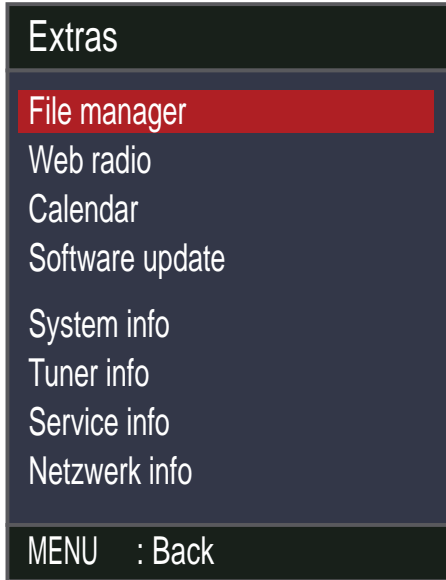 Extras
File manager
Web radio
Calendar
Software update
System info
Tuner info
Service info
Netzwerk info
MENU : Back